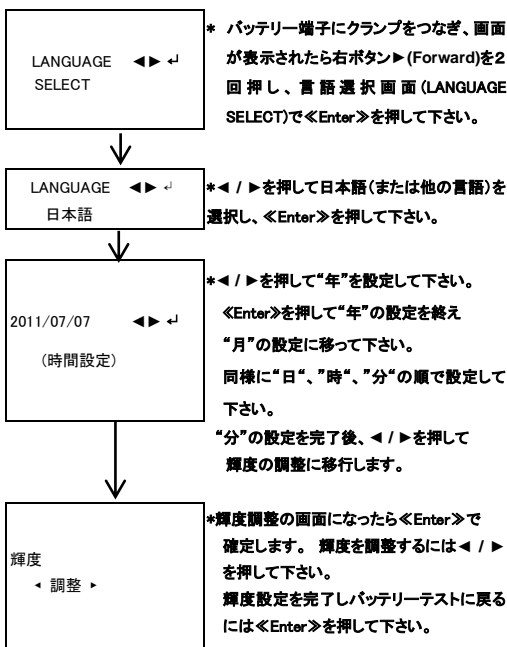 LANGUAGE ◀▶ ↵
SELECT
* バッテリー端子にクランプをつなぎ、画面
が表示されたら右ボタン►(Forward)を2
回押し、言語選択画面(LANGUAGE
SELECT)で≪Enter≫を押して下さい。
LANGUAGE ◀▶ ↵
日本語
*◄ / ►を押して日本語(または他の言語)を
選択し、≪Enter≫を押して下さい。
2011/07/07 ◀▶ ↵
(時間設定)
*◄ / ►を押して“年”を設定して下さい。
≪Enter≫を押して“年”の設定を終え
“月”の設定に移って下さい。
同様に“日“、”時“、”分“の順で設定して
下さい。
“分”の設定を完了後、◄ / ►を押して
輝度の調整に移行します。
輝度
◂ 調整 ▸
*輝度調整の画面になったら≪Enter≫で
確定します。 輝度を調整するには◄ / ►
を押して下さい。
輝度設定を完了しバッテリーテストに戻る
には≪Enter≫を押して下さい。